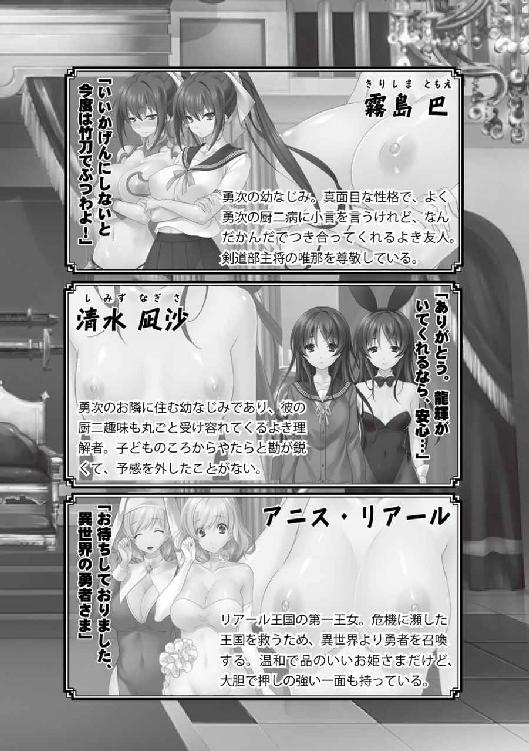 きりしま ともえ
霧島 巴
「いいかげんにしないと
今度は竹刀でぶつわよ！」
勇次の幼なじみ。真面目な性格で、よく
勇次の厨二病に小言を言うけれど、なん
だかんだでつき合ってくれるよき友人。
剣道部主将の唯那を尊敬している。
しみず なぎさ
清水 凪沙
「ありがとう。龍輝が
いてくれるなら、安心…」
勇次のお隣に住む幼なじみであり、彼の
厨二趣味も丸ごと受け容れてくるよき理
解者。子どものころからやたらと勘が鋭
くて、予感を外したことがない。
アニス・リアール
「お待ちしておりました、
異世界の勇者さま」
リアール王国の第一王女。危機に瀕した
王国を救うため、異世界より勇者を召喚
する。温和で品のいいお姫さまだけど、
大胆で押しの強い一面も持っている。